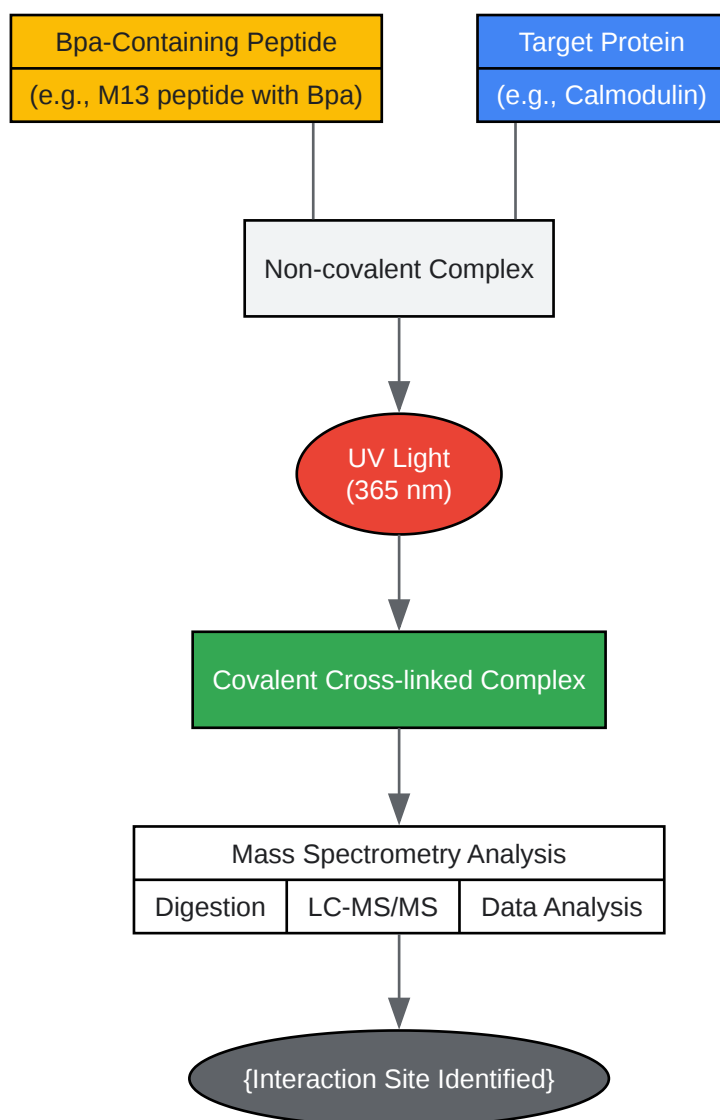 Bpa-Containing Peptide
(e.g., M13 peptide with Bpa)
Target Protein
(e.g., Calmodulin)
Non-covalent Complex
UV Light
(365 nm)
Covalent Cross-linked Complex
Mass Spectrometry Analysis
Digestion
LC-MS/MS
Data Analysis
{Interaction Site Identified}